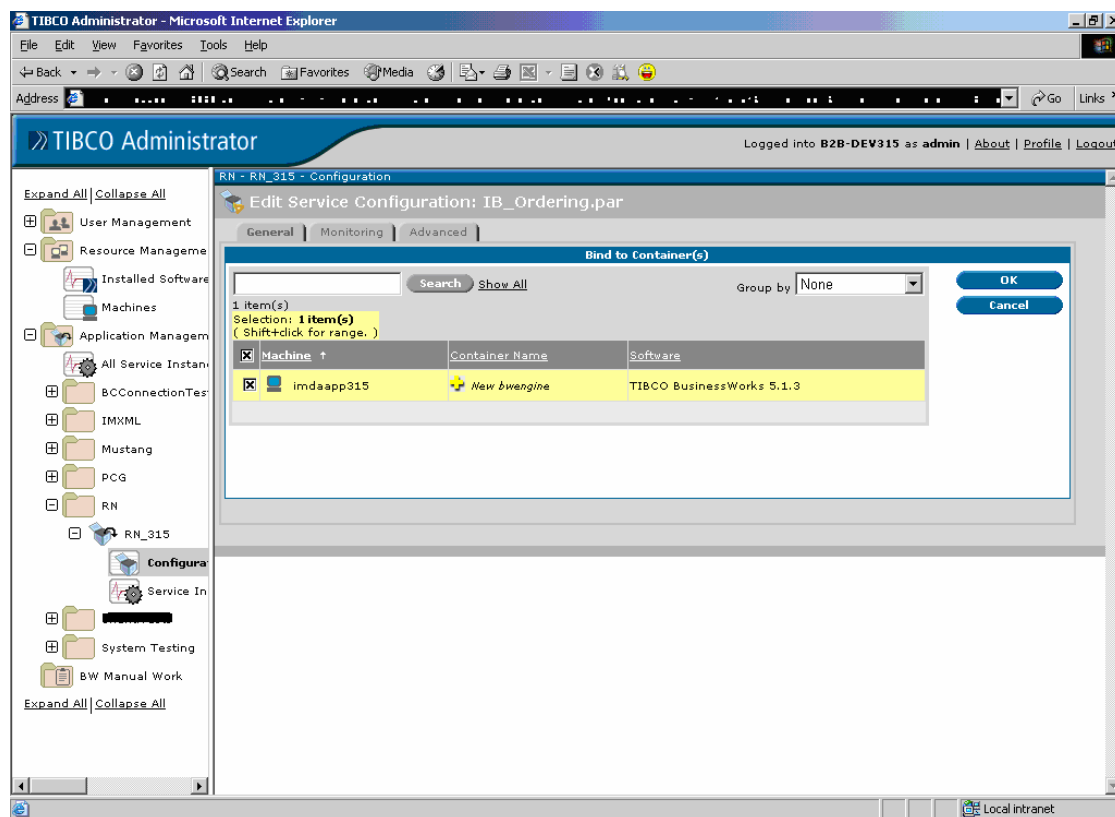 TIBCO Administrator - Microsoft Internet Explorer
File Edit View Favorites Tools Help
Back Search Favorites Media
Address Go Links
TIBCO Administrator
Logged into B2B-DEV315 as admin | About | Profile | Logout
Expand All | Collapse All
User Management
Resource Manageme
Installed Software
Machines
Application Managem
All Service Instan
BCConnectionTes
IMXML
Mustang
PCG
RN
RN_315
Configura
Service In
System Testing
BW Manual Work
Expand All | Collapse All
RN - RN_315 - Configuration
Edit Service Configuration: IB_Ordering.par
General Monitoring Advanced
Bind to Container(s)
Search Show All Group by None OK
Cancel
1 item(s)
Selection: 1 item(s)
( Shift+click for range. )
Machine ↑ Container Name Software
imdaapp315 New bwengine TIBCO BusinessWorks 5.1.3
Local intranet